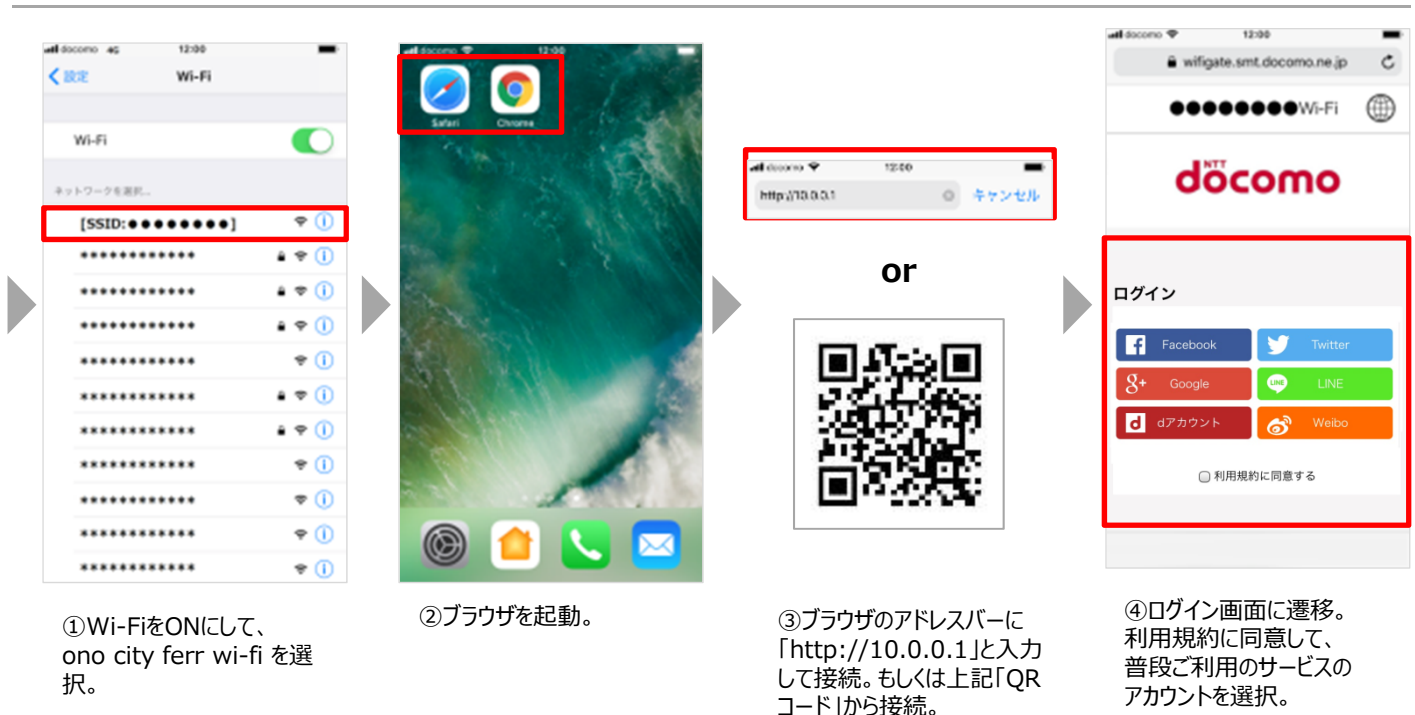 docomo 4G 12:00
設定 Wi-Fi
Wi-Fi
ネットワークを選択...
[SSID:●●●●●●●●]
************
************
************
************
************
************
************
************
************
************
①Wi-FiをONにして、
ono city ferr wi-fi を選
択。
docomo 12:00
Safari Chrome
②ブラウザを起動。
docomo 12:00
http://10.0.0.1 キャンセル
or
③ブラウザのアドレスバーに
「http://10.0.0.1」と入力
して接続。もしくは上記「QR
コード」から接続。
docomo 12:00
wifigate.smt.docomo.ne.jp
●●●●●●●●Wi-Fi
NTT
döcomo
ログイン
f Facebook Twitter
g+ Google LINE LINE
d dアカウント Weibo
利用規約に同意する
④ログイン画面に遷移。
利用規約に同意して、
普段ご利用のサービスの
アカウントを選択。